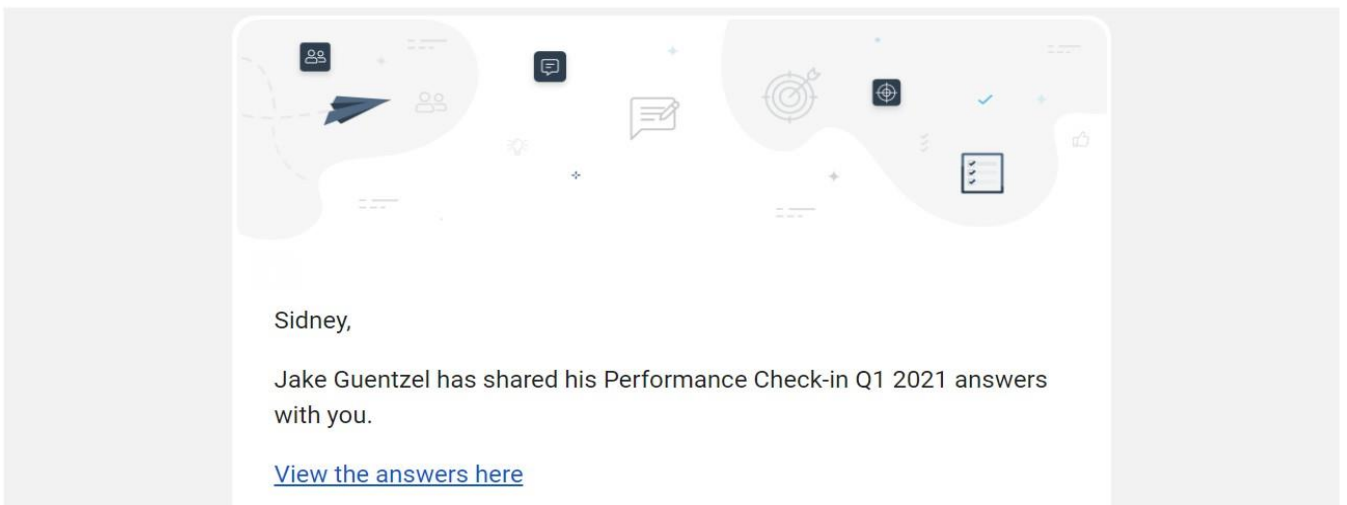 Sidney,
Jake Guentzel has shared his Performance Check-in Q1 2021 answers
with you.
View the answers here